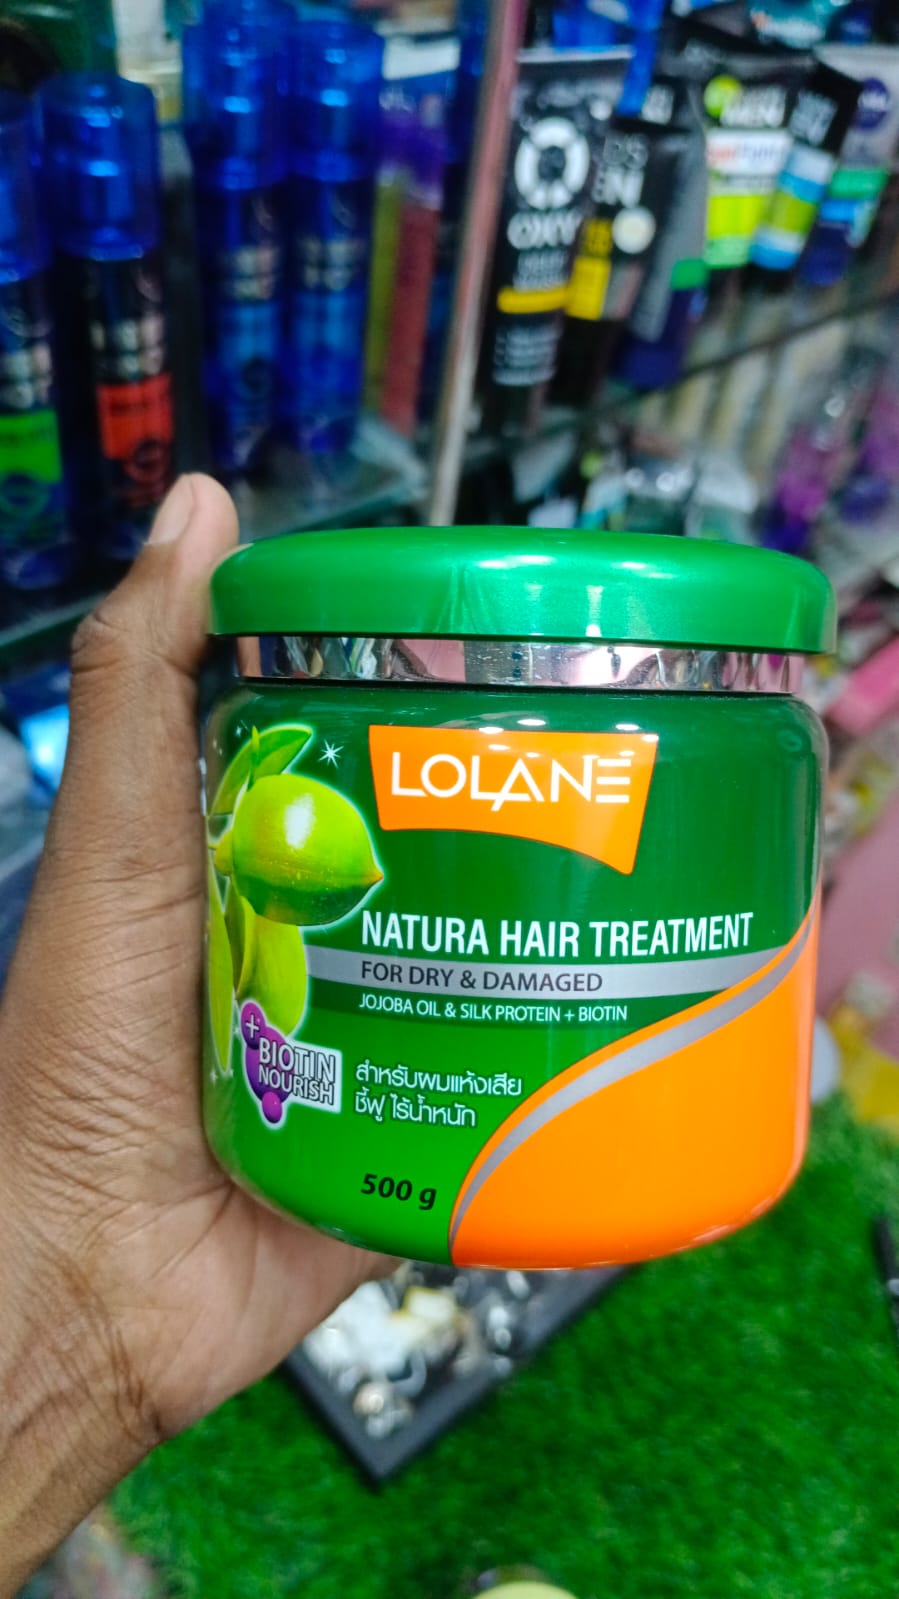 OXY
LOLANE
NATURA HAIR TREATMENT
FOR DRY & DAMAGED
JOJOBA OIL & SILK PROTEIN + BIOTIN
+
BIOTIN
NOURISH
สำหรับผมแห้งเสีย
ชี้ฟู ไร้น้ำหนัก
500 g